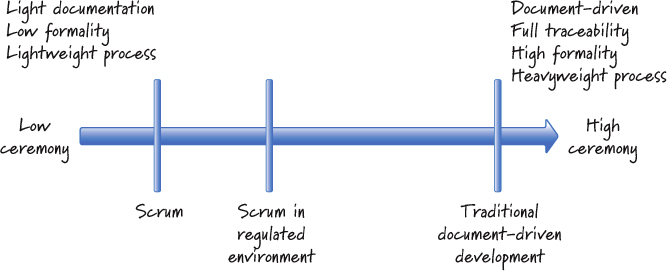 Light documentation
Low formality
Lightweight process
Document-driven
Full traceability
High formality
Heavyweight process
Low
ceremony
High
ceremony
Scrum
Scrum in
regulated
environment
Traditional
document-driven
development